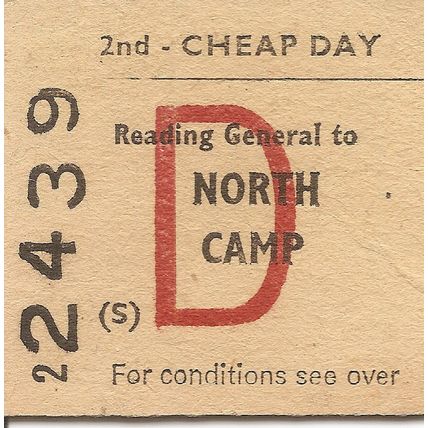 2nd - CHEAP DAY
Reading General to
NORTH
CAMP
D
(S)
For conditions see over
22439